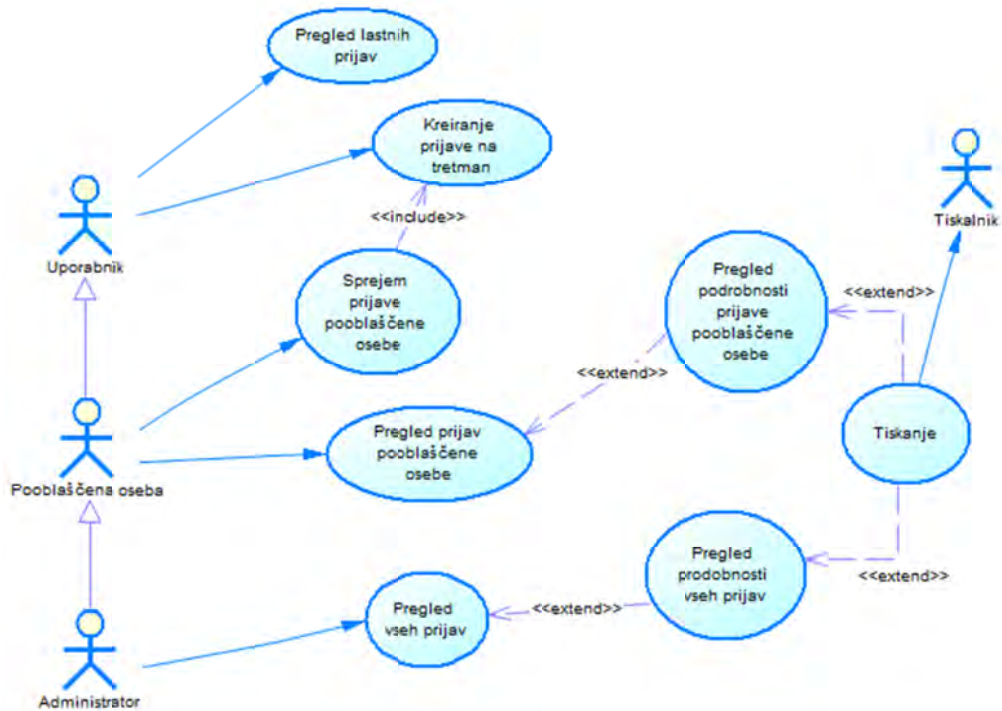 Pregled lastnih
prijav
Kreiranje
prijave na
tretman
Tiskalnik
<<include>>
Uporabnik
Sprejem
prijave
pooblaščene
osebe
Pregled
podrobnosti
prijave
pooblaščene
osebe
<<extend>>
<<extend>>
Pregled prijav
pooblaščene
osebe
Tiskanje
Pooblaščena oseba
Pregled
prodobnosti
vseh prijav
<<extend>>
<<extend>>
Pregled
vseh prijav
Administrator